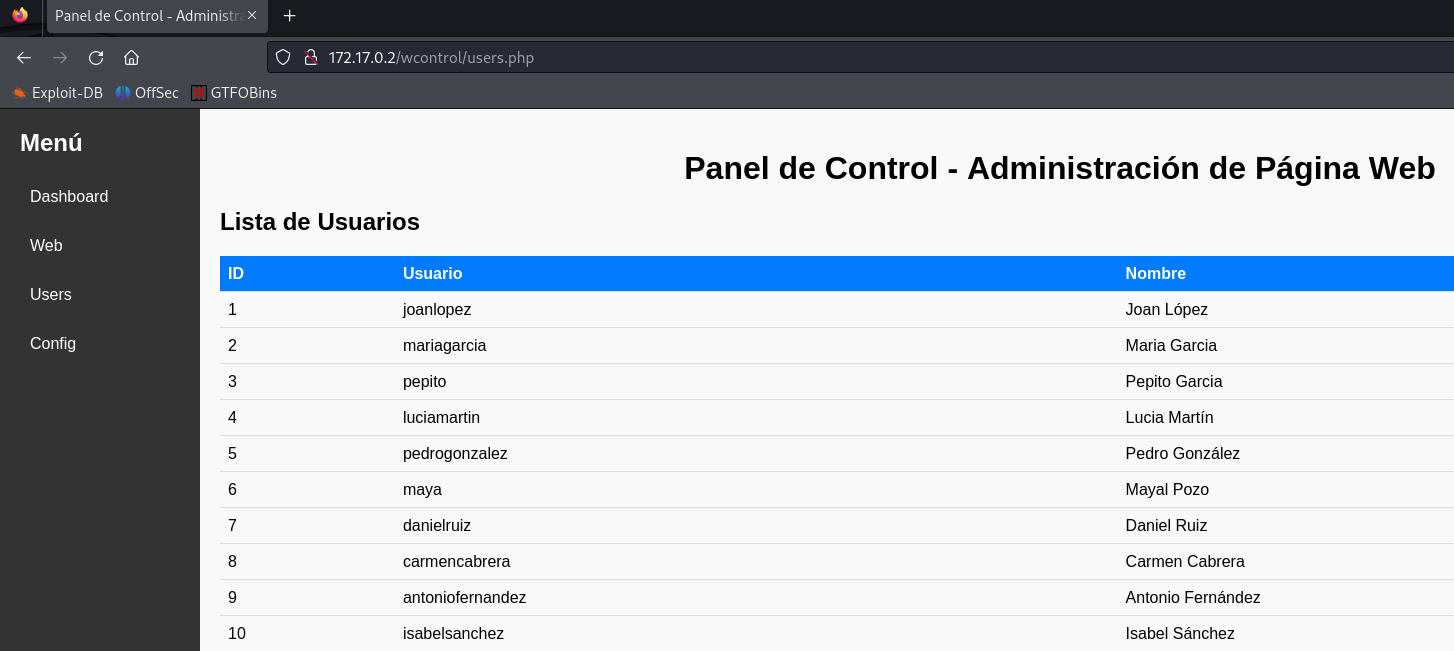 Panel de Control - Administra
172.17.0.2/wcontrol/users.php
Exploit-DB OffSec GTFOBins
Menú
Dashboard
Web
Users
Config
Panel de Control - Administración de Página Web
Lista de Usuarios
ID Usuario Nombre
1 joanlopez Joan López
2 mariagarcia Maria Garcia
3 pepito Pepito Garcia
4 luciamartin Lucia Martín
5 pedrogonzalez Pedro González
6 maya Mayal Pozo
7 danielruiz Daniel Ruiz
8 carmencabrera Carmen Cabrera
9 antoniofernandez Antonio Fernández
10 isabelsanchez Isabel Sánchez